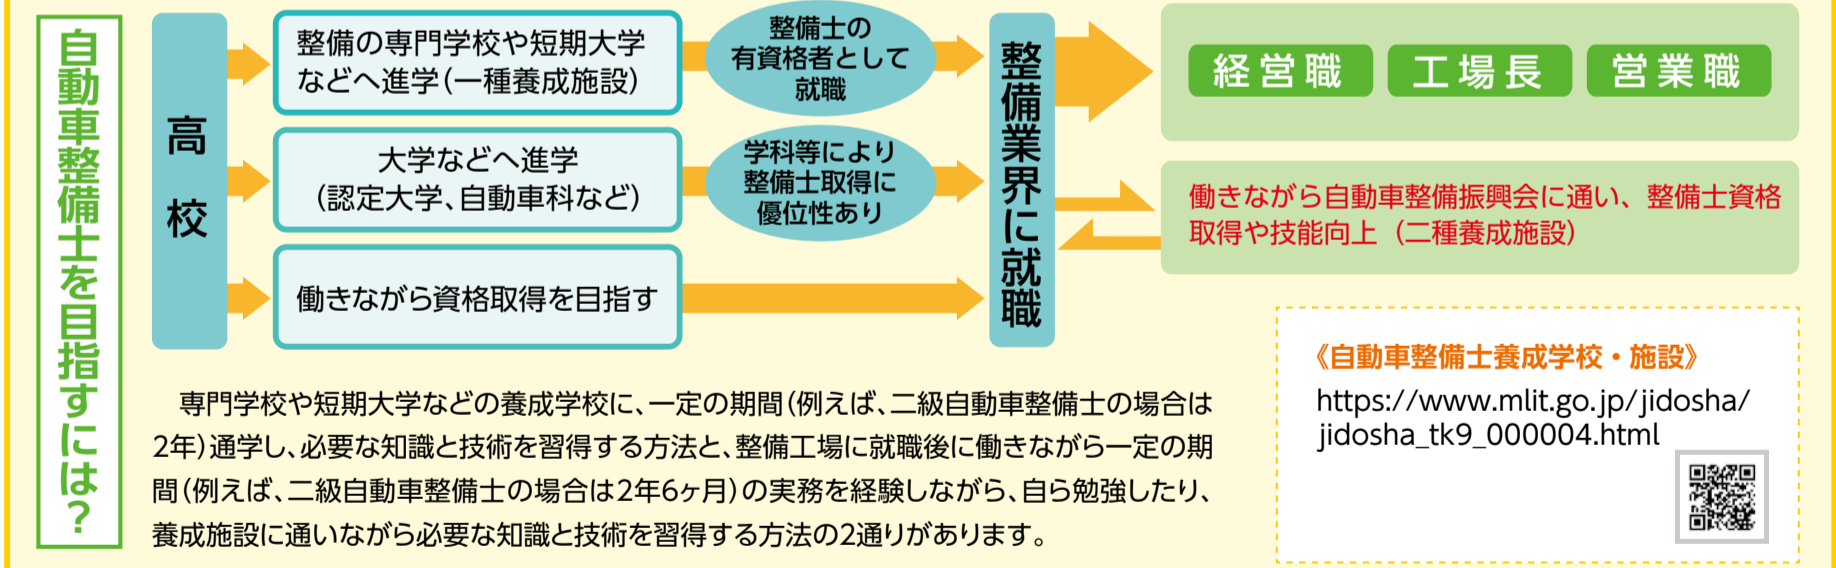 自動車整備士を目指すには？
高校
整備の専門学校や短期大学
などへ進学（一種養成施設）
整備士の
有資格者として
就職
大学などへ進学
（認定大学、自動車科など）
学科等により
整備士取得に
優位性あり
働きながら資格取得を目指す
整備業界に就職
経営職
工場長
営業職
働きながら自動車整備振興会に通い、整備士資格
取得や技能向上（二種養成施設）
専門学校や短期大学などの養成学校に、一定の期間（例えば、二級自動車整備士の場合は
2年）通学し、必要な知識と技術を習得する方法と、整備工場に就職後に働きながら一定の期
間（例えば、二級自動車整備士の場合は2年6ヶ月）の実務を経験しながら、自ら勉強したり、
養成施設に通いながら必要な知識と技術を習得する方法の2通りがあります。
《自動車整備士養成学校・施設》
https://www.mlit.go.jp/jidosha/
jidosha_tk9_000004.html